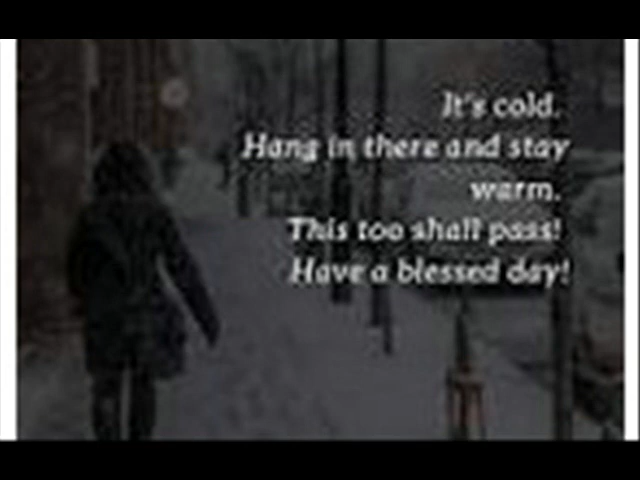 It's cold.
Hang in there and stay
warm.
This too shall pass!
Have a blessed day!